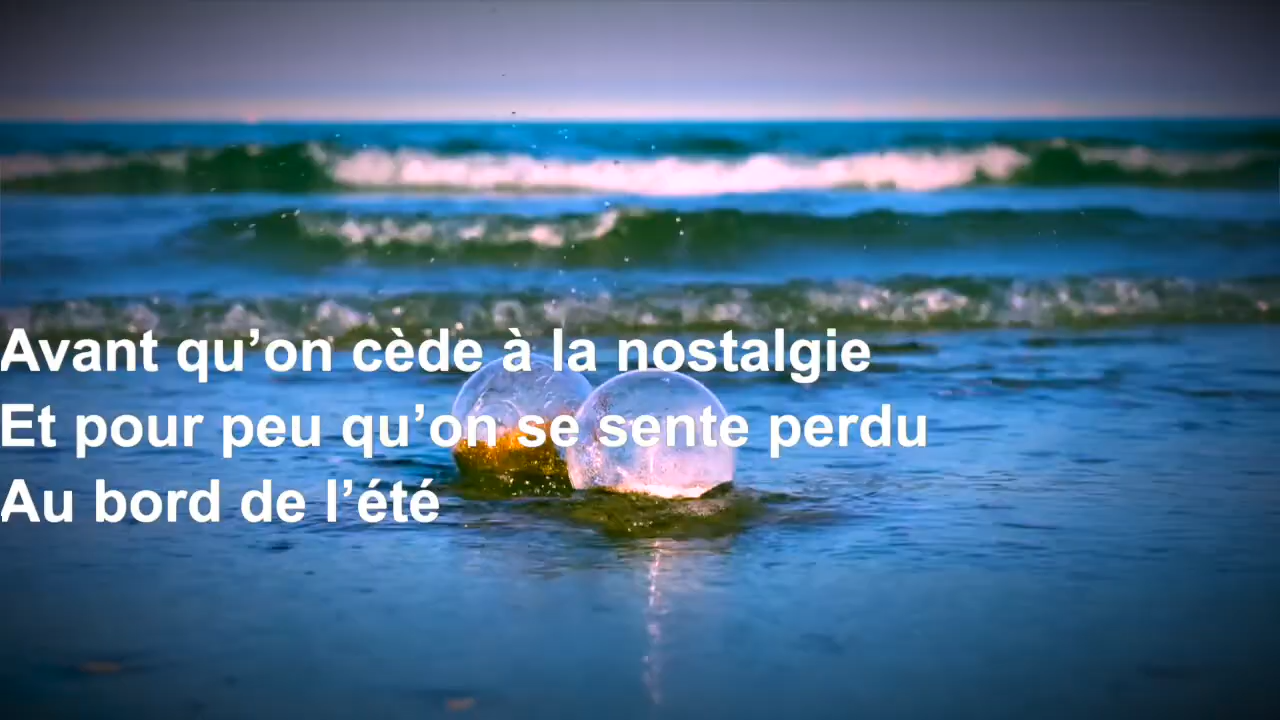 Avant qu’on cède à la nostalgie
Et pour peu qu’on se sente perdu
Au bord de l’été